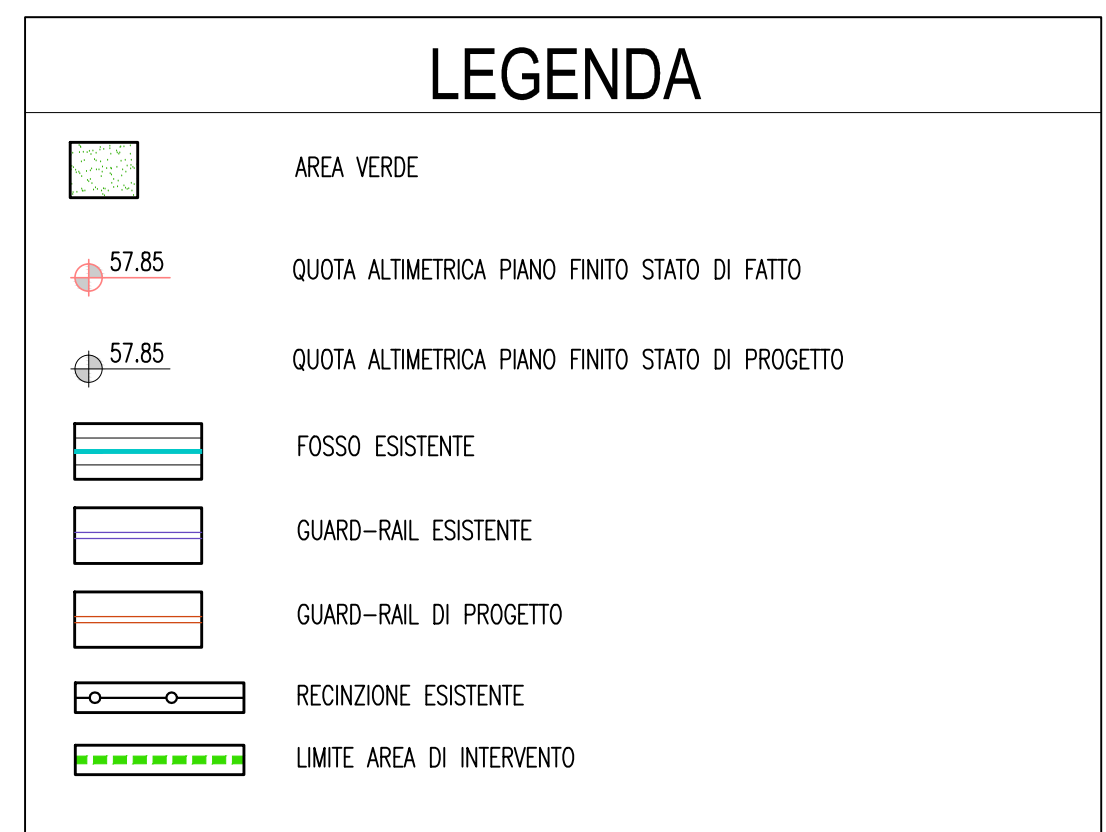 LEGENDA
AREA VERDE
57.85
QUOTA ALTIMETRICA PIANO FINITO STATO DI FATTO
57.85
QUOTA ALTIMETRICA PIANO FINITO STATO DI PROGETTO
FOSSO ESISTENTE
GUARD-RAIL ESISTENTE
GUARD-RAIL DI PROGETTO
RECINZIONE ESISTENTE
LIMITE AREA DI INTERVENTO